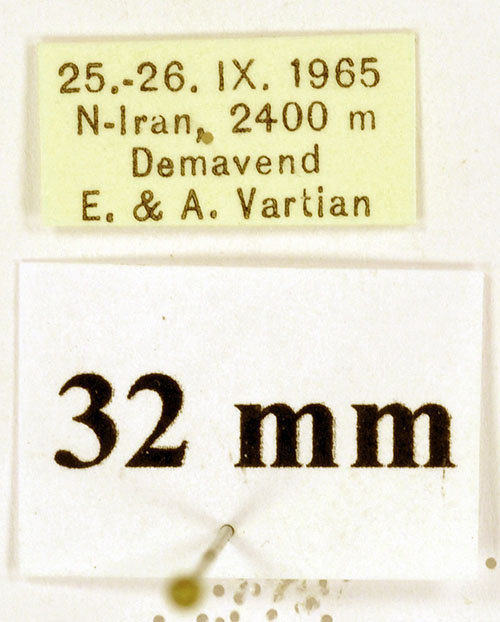 25.-26. IX. 1965
N-Iran, 2400 m
Demavend
E. & A. Vartian
32 mm